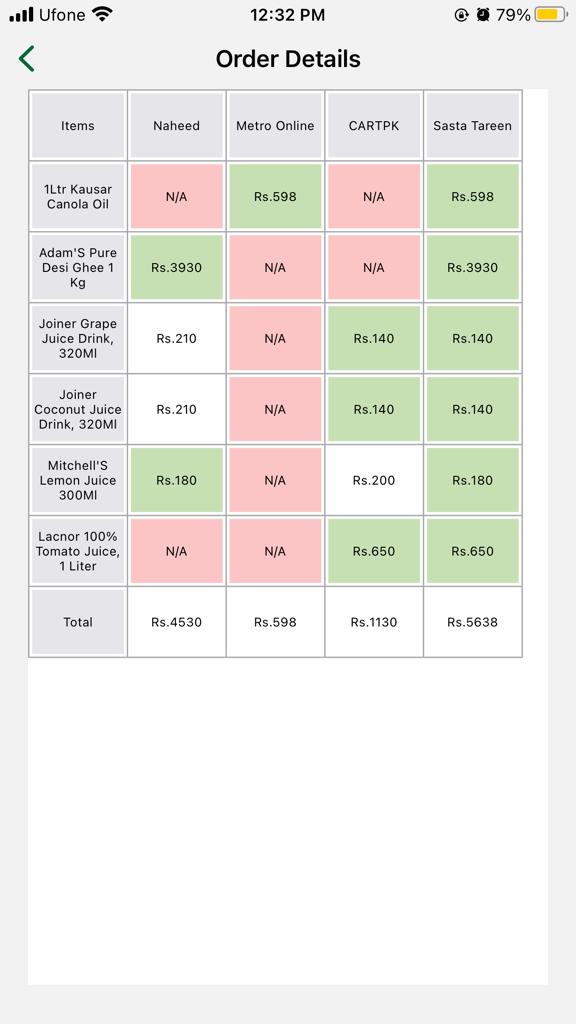 Ufone 12:32 PM 79%
Order Details
Items Naheed Metro Online CARTPK Sasta Tareen
1Ltr Kausar
Canola Oil
N/A Rs.598 N/A Rs.598
Adam'S Pure
Desi Ghee 1
Kg
Rs.3930 N/A N/A Rs.3930
Joiner Grape
Juice Drink,
320Ml
Rs.210 N/A Rs.140 Rs.140
Joiner
Coconut Juice
Drink, 320Ml
Rs.210 N/A Rs.140 Rs.140
Mitchell'S
Lemon Juice
300Ml
Rs.180 N/A Rs.200 Rs.180
Lacnor 100%
Tomato Juice,
1 Liter
N/A N/A Rs.650 Rs.650
Total Rs.4530 Rs.598 Rs.1130 Rs.5638